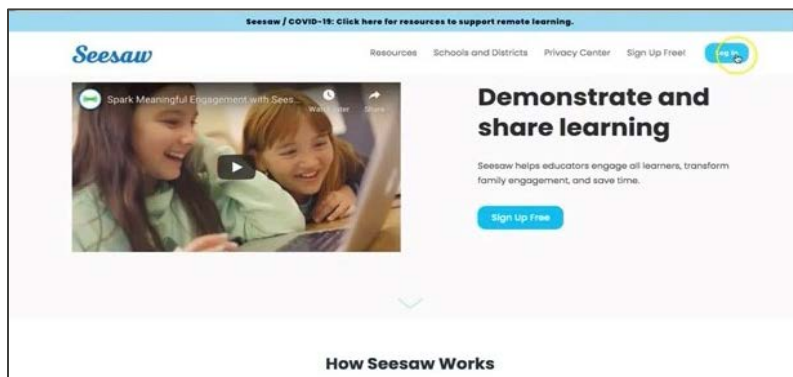 Seesaw / COVID-19: Click here for resources to support remote learning.
Seesaw
Resources Schools and Districts Privacy Center Sign Up Free! Log In
Spark Meaningful Engagement with Sees...
Watch later Share
Demonstrate and
share learning
Seesaw helps educators engage all learners, transform
family engagement, and save time.
Sign Up Free
How Seesaw Works